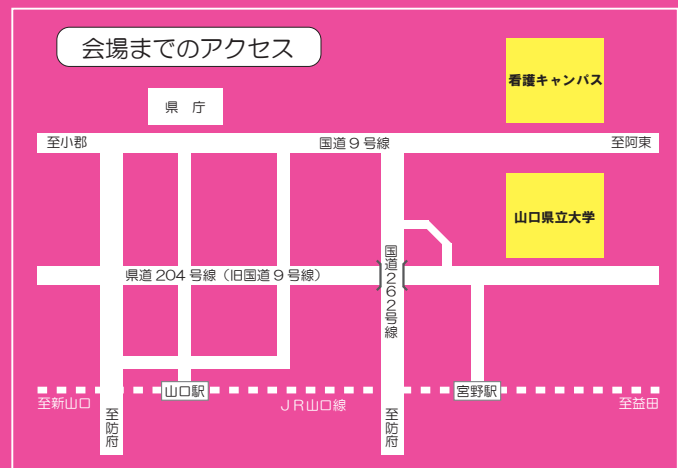 会場までのアクセス
看護キャンパス
県 庁
至小郡
国道９号線
至阿東
山口県立大学
国道２６２号線
県道204号線（旧国道９号線）
山口駅
宮野駅
至新山口
ＪＲ山口線
至益田
至防府
至防府